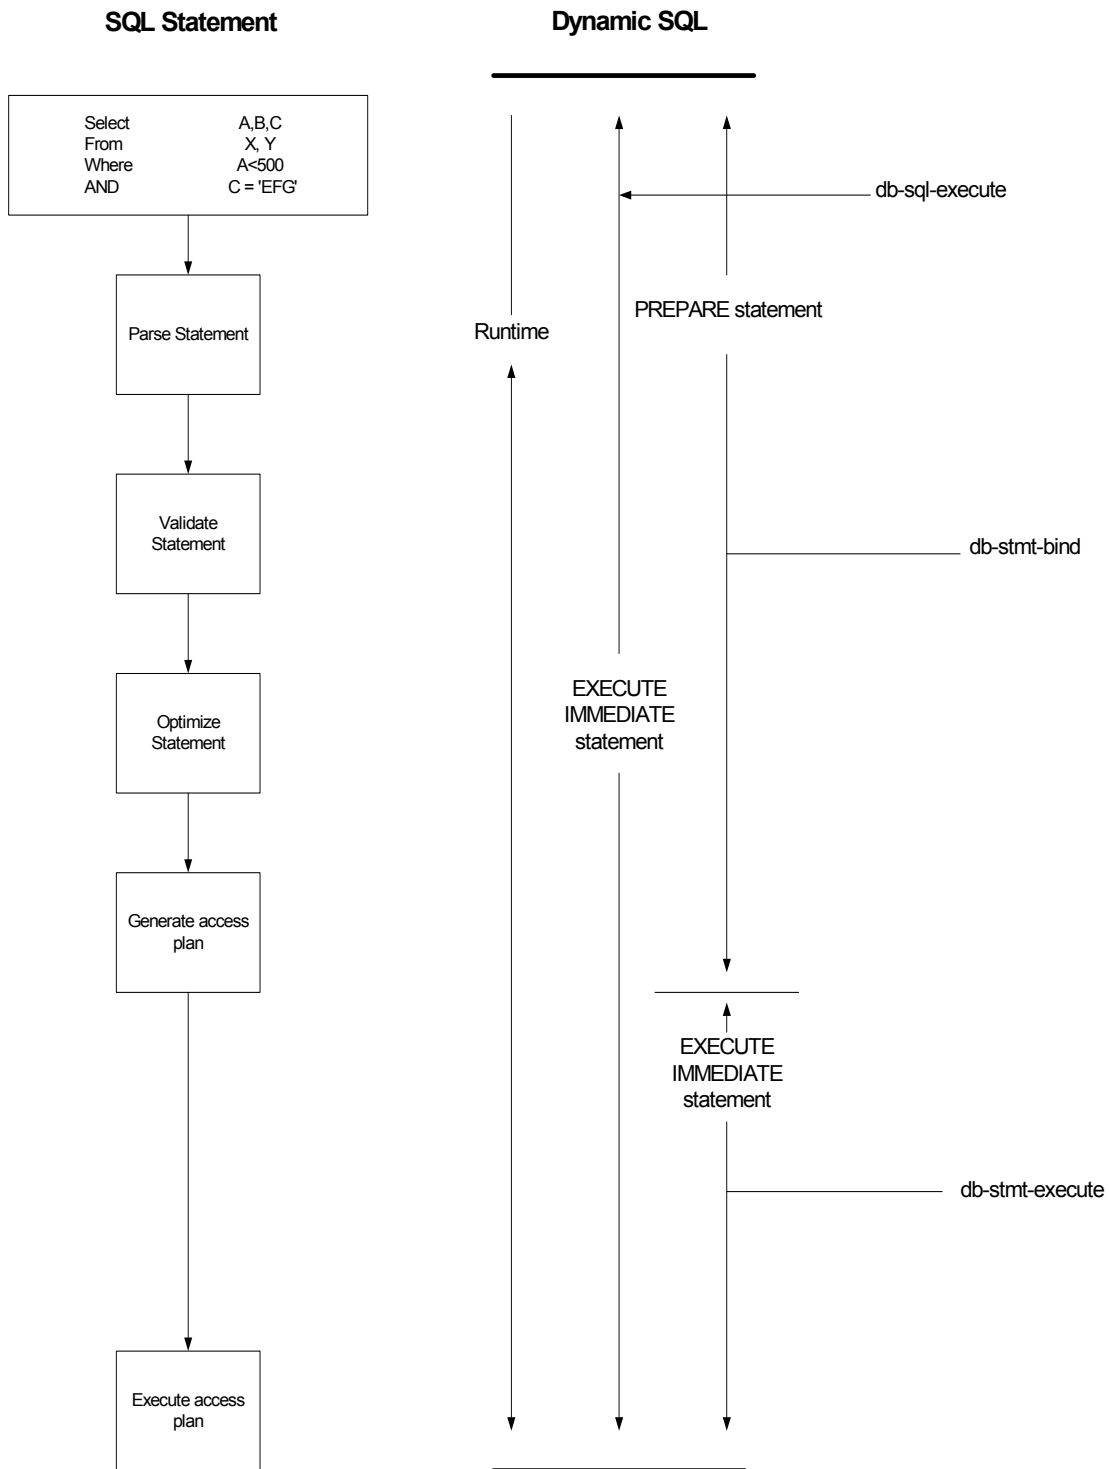 SQL Statement
Dynamic SQL
Select A,B,C
From X, Y
Where A<500
AND C = 'EFG'
db-sql-execute
Parse Statement
Runtime
PREPARE statement
Validate
Statement
db-stmt-bind
Optimize
Statement
EXECUTE
IMMEDIATE
statement
Generate access
plan
EXECUTE
IMMEDIATE
statement
db-stmt-execute
Execute access
plan